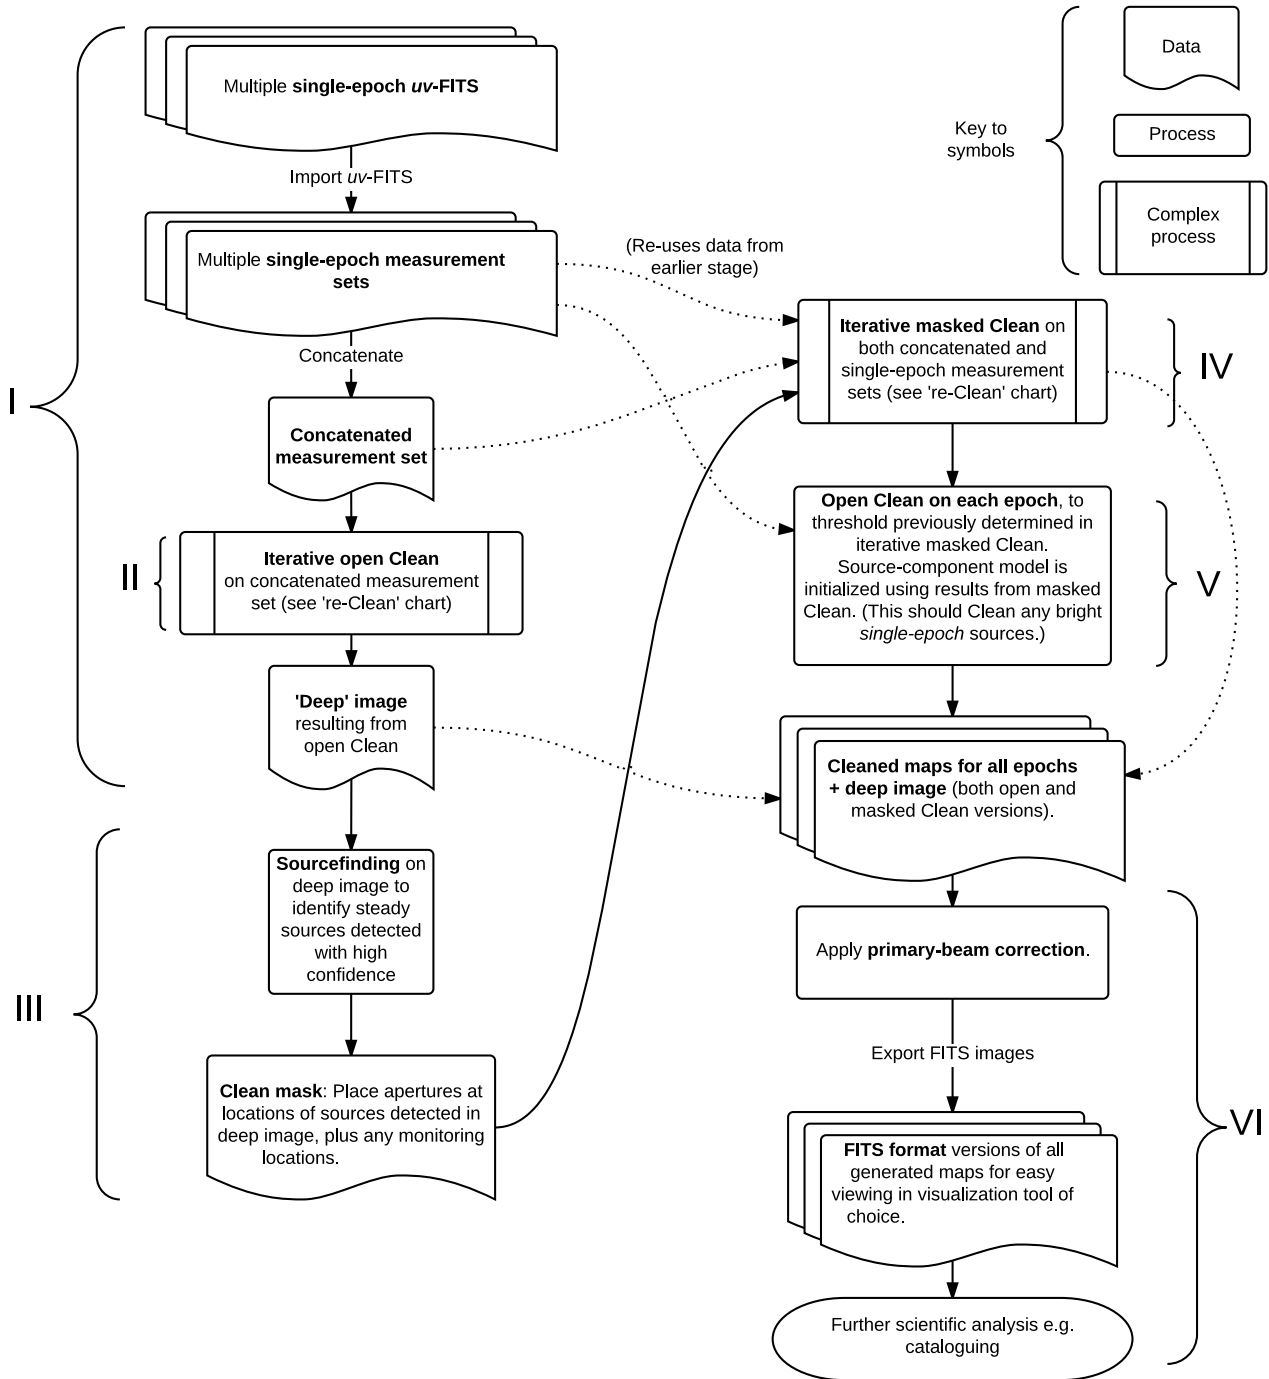 Multiple single-epoch uv-FITS
Import uv-FITS
Multiple single-epoch measurement
sets
Concatenate
Concatenated
measurement set
Iterative open Clean
on concatenated measurement
set (see 're-Clean' chart)
'Deep' image
resulting from
open Clean
I
II
Sourcefinding on
deep image to
identify steady
sources detected
with high
confidence
Clean mask: Place apertures at
locations of sources detected in
deep image, plus any monitoring
locations.
III
Key to
symbols
Data
Process
Complex
process
(Re-uses data from
earlier stage)
Iterative masked Clean on
both concatenated and
single-epoch measurement
sets (see 're-Clean' chart)
IV
Open Clean on each epoch, to
threshold previously determined in
iterative masked Clean.
Source-component model is
initialized using results from masked
Clean. (This should Clean any bright
single-epoch sources.)
V
Cleaned maps for all epochs
+ deep image (both open and
masked Clean versions).
Apply primary-beam correction.
Export FITS images
FITS format versions of all
generated maps for easy
viewing in visualization tool of
choice.
VI
Further scientific analysis e.g.
cataloguing